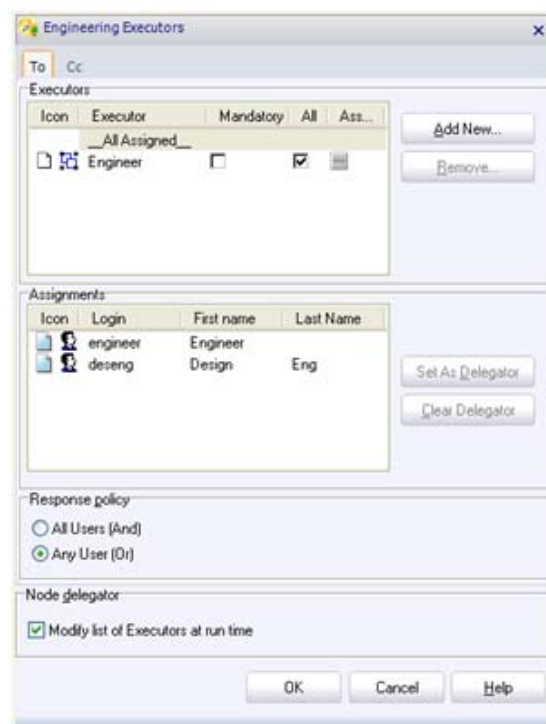 Engineering Executors
To Cc
Executors
Icon Executor Mandatory All Ass...
__All Assigned__
Engineer
Add New...
Remove...
Assignments
Icon Login First name Last Name
engineer Engineer
deseng Design Eng
Set As Delegator
Clear Delegator
Response policy
All Users (And)
Any User (Or)
Node delegator
Modify list of Executors at run time
OK Cancel Help